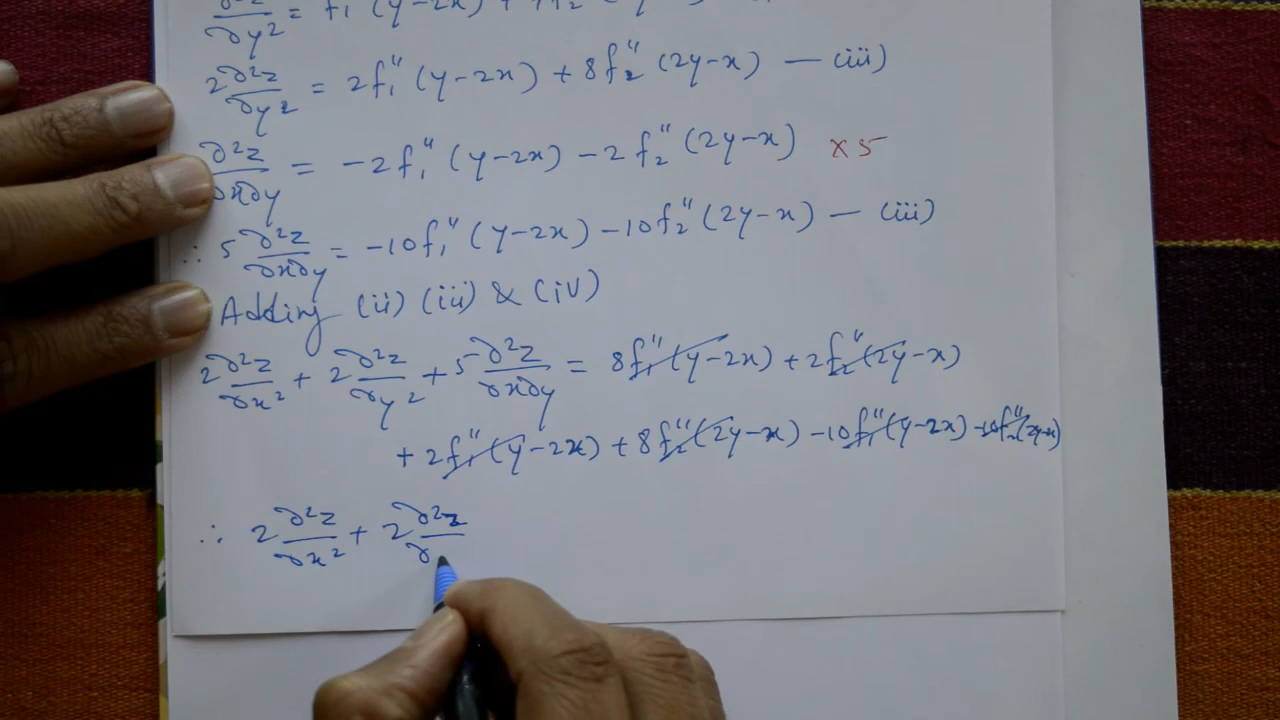 ∂²z/∂y² = f₁″(y-2x) +
2∂²z/∂y² = 2f₁″(y-2x) + 8f₂″(2y-x) — (iii)
∂²z/∂x∂y = -2f₁″(y-2x) - 2f₂″(2y-x) ×5
∴ 5∂²z/∂x∂y = -10f₁″(y-2x) - 10f₂″(2y-x) — (iii)
Adding (ii) (iii) & (iv)
2∂²z/∂x² + 2∂²z/∂y² + 5∂²z/∂x∂y = 8f₁″(y-2x) + 2f₂″(2y-x)
+ 2f₁″(y-2x) + 8f₂″(2y-x) - 10f₁″(y-2x) - 10f₂″(2y-x)
∴ 2∂²z/∂x² + 2∂²z/∂